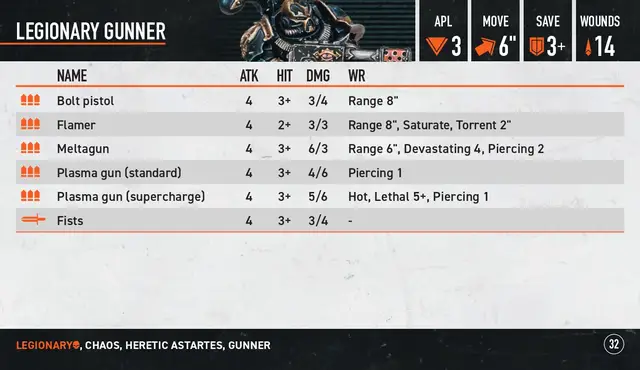 LEGIONARY GUNNER
APL MOVE SAVE WOUNDS
3 6" 3+ 14
NAME ATK HIT DMG WR
Bolt pistol 4 3+ 3/4 Range 8"
Flamer 4 2+ 3/3 Range 8", Saturate, Torrent 2"
Meltagun 4 3+ 6/3 Range 6", Devastating 4, Piercing 2
Plasma gun (standard) 4 3+ 4/6 Piercing 1
Plasma gun (supercharge) 4 3+ 5/6 Hot, Lethal 5+, Piercing 1
Fists 4 3+ 3/4 -
LEGIONARY, CHAOS, HERETIC ASTARTES, GUNNER
32